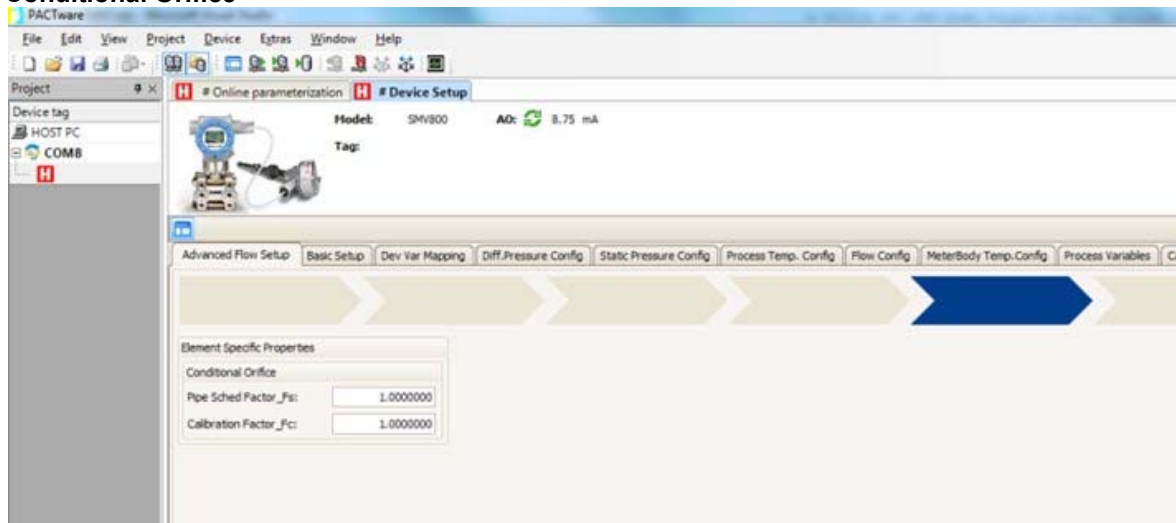 Conditional Orifice
PACTware
File Edit View Project Device Extras Window Help
Project
# Online parameterization # Device Setup
Device tag
HOST PC
COM8
Model: SMV800 AO: 8.75 mA
Tag:
Advanced Flow Setup Basic Setup Dev Var Mapping Diff.Pressure Config Static Pressure Config Process Temp. Config Flow Config MeterBody Temp.Config Process Variables
Element Specific Properties
Conditional Orifice
Pipe Sched Factor_Fs: 1.0000000
Calibration Factor_Fc: 1.0000000